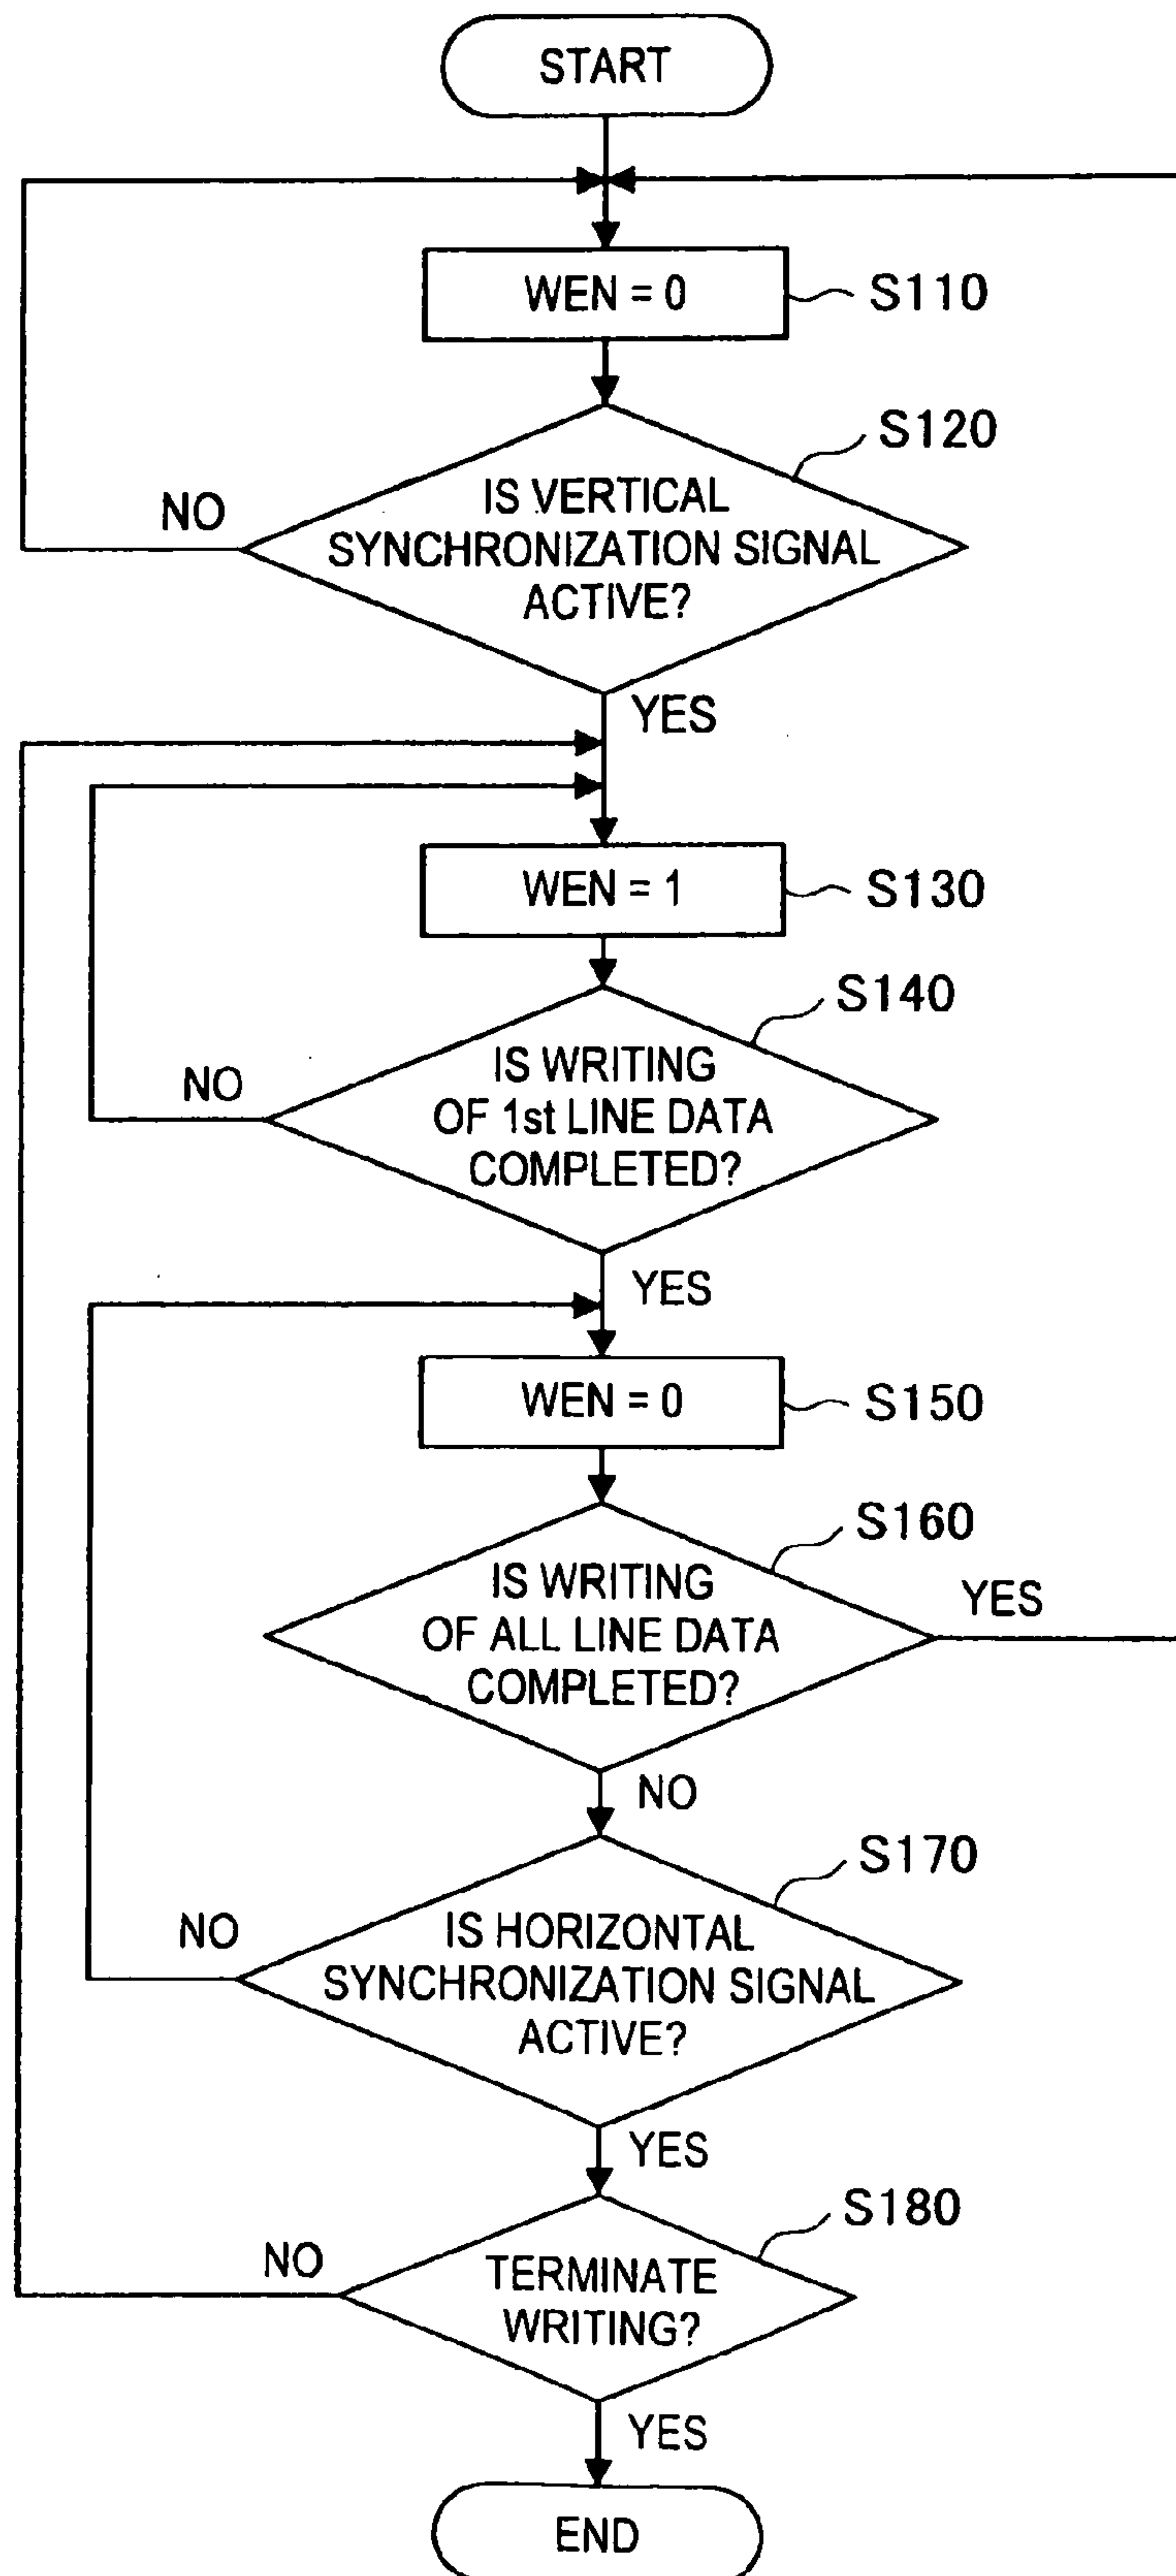 START
WEN = 0
S110
S120
IS VERTICAL
SYNCHRONIZATION SIGNAL
ACTIVE?
NO
YES
WEN = 1
S130
S140
IS WRITING
OF 1st LINE DATA
COMPLETED?
NO
YES
WEN = 0
S150
S160
IS WRITING
OF ALL LINE DATA
COMPLETED?
YES
NO
S170
IS HORIZONTAL
SYNCHRONIZATION SIGNAL
ACTIVE?
NO
YES
S180
TERMINATE
WRITING?
NO
YES
END